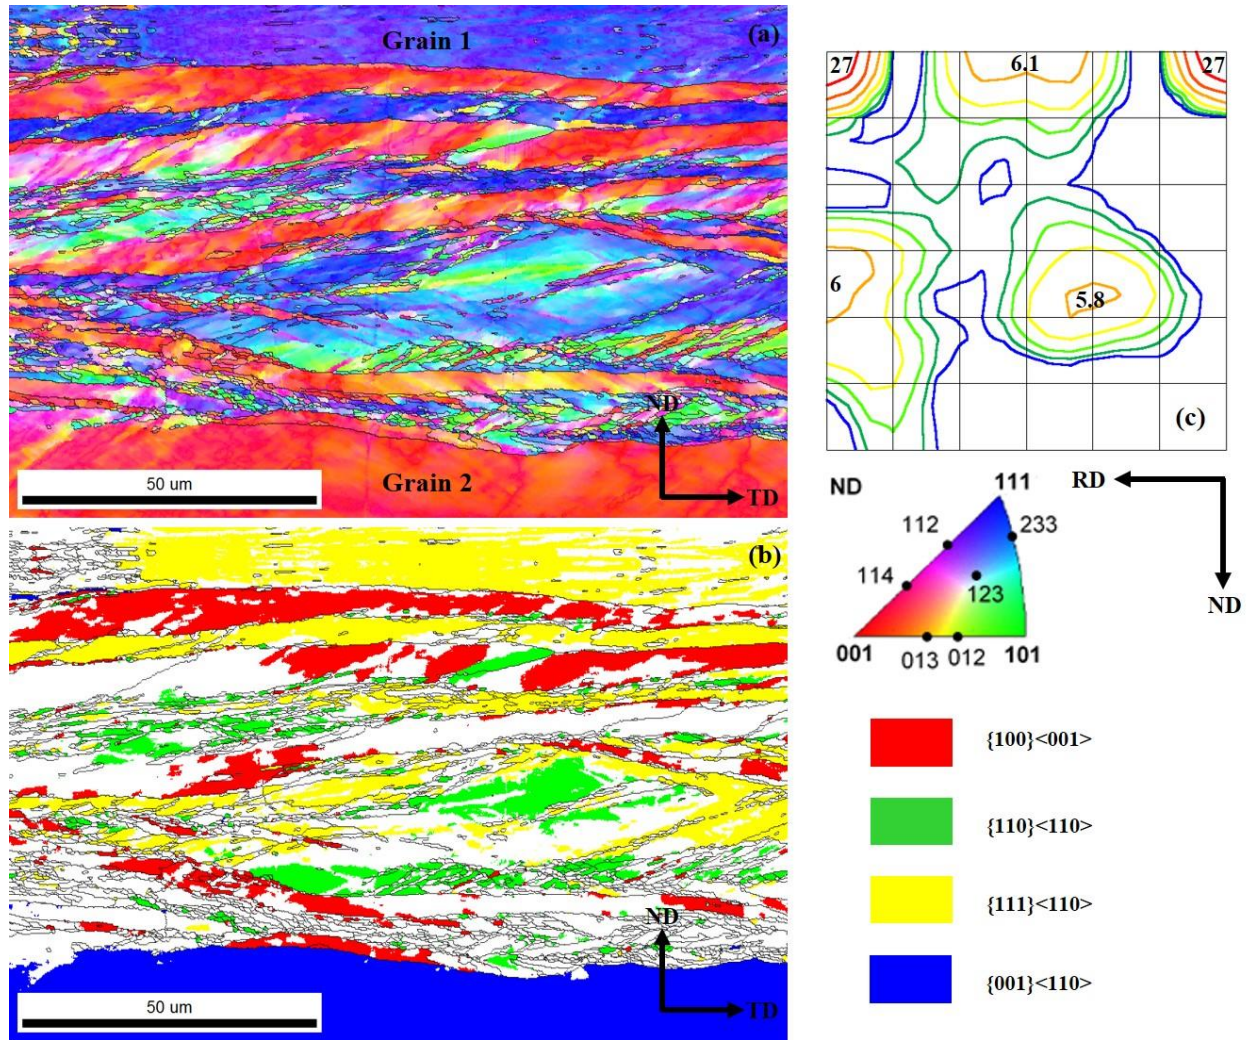 Grain 1
(a)
ND
Grain 2
50 um
TD
(b)
ND
50 um
TD
27
6.1
27
6
5.8
(c)
RD
ND
ND
111
112
233
114
123
001
013
012
101
{100}<001>
{110}<110>
{111}<110>
{001}<110>